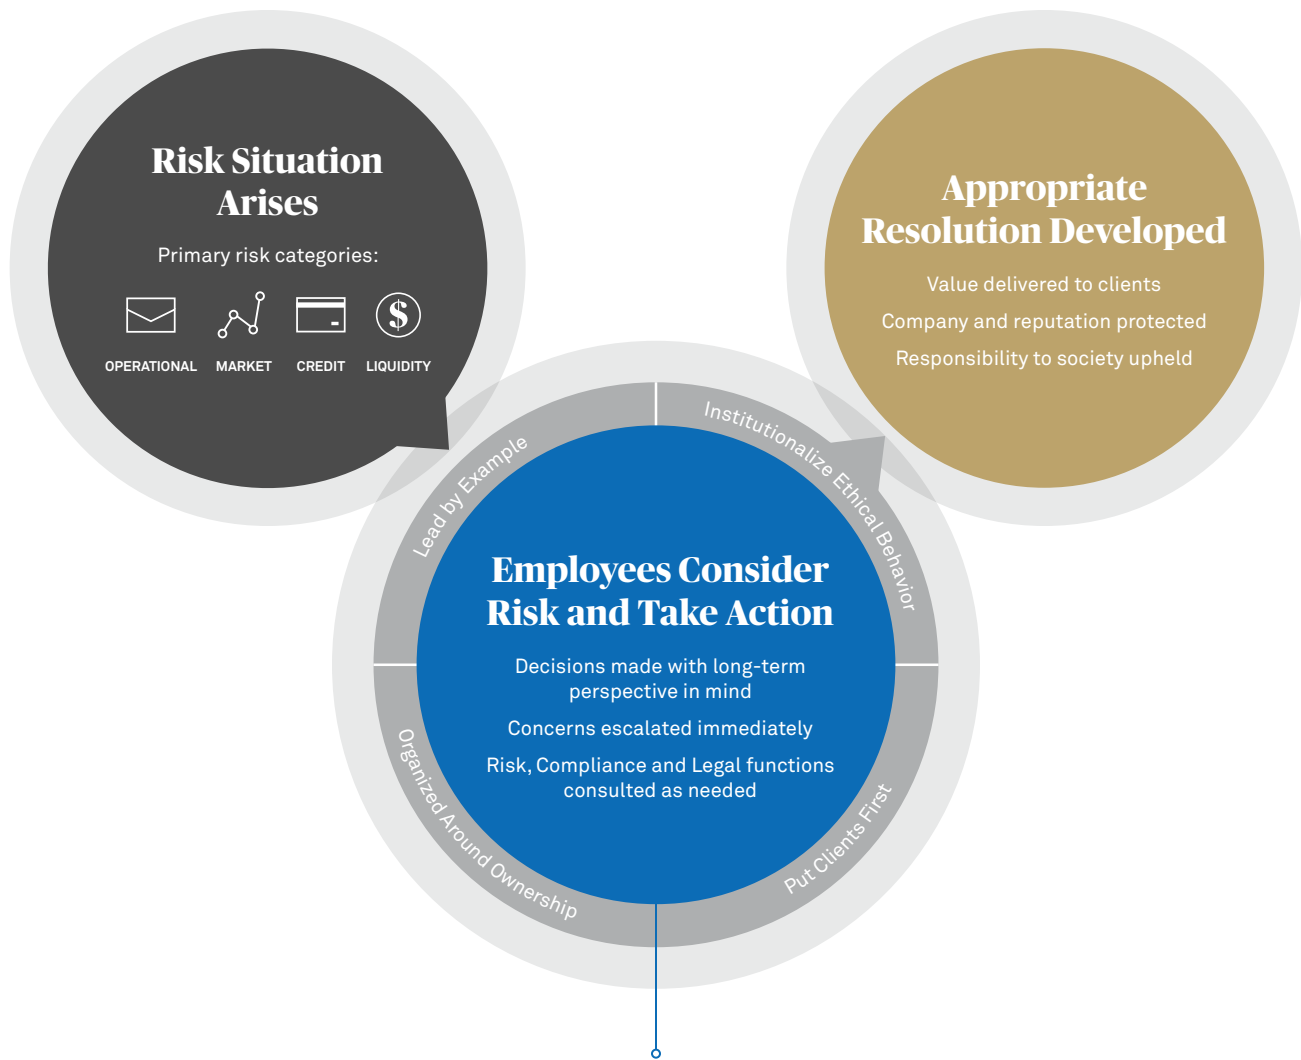 Risk Situation
Arises
Primary risk categories:
OPERATIONAL MARKET CREDIT LIQUIDITY
Appropriate
Resolution Developed
Value delivered to clients
Company and reputation protected
Responsibility to society upheld
Lead by Example
Institutionalize Ethical Behavior
Employees Consider
Risk and Take Action
Decisions made with long-term
perspective in mind
Concerns escalated immediately
Risk, Compliance and Legal functions
consulted as needed
Organized Around Ownership
Put Clients First